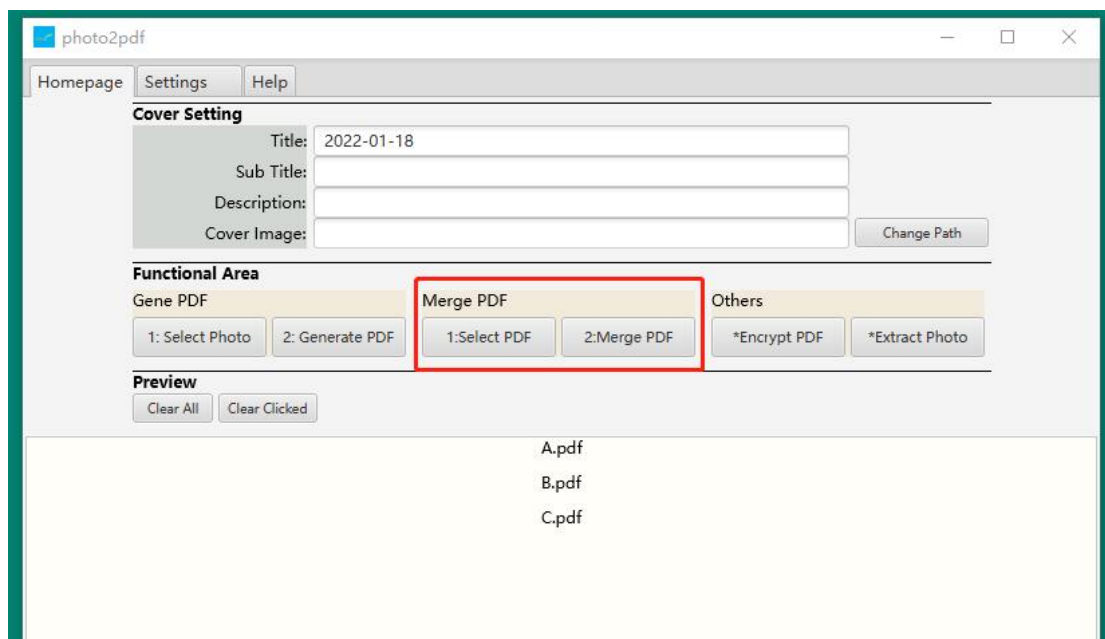 photo2pdf
Homepage Settings Help
Cover Setting
Title: 2022-01-18
Sub Title:
Description:
Cover Image: Change Path
Functional Area
Gene PDF Merge PDF Others
1: Select Photo 2: Generate PDF 1:Select PDF 2:Merge PDF *Encrypt PDF *Extract Photo
Preview
Clear All Clear Clicked
A.pdf
B.pdf
C.pdf